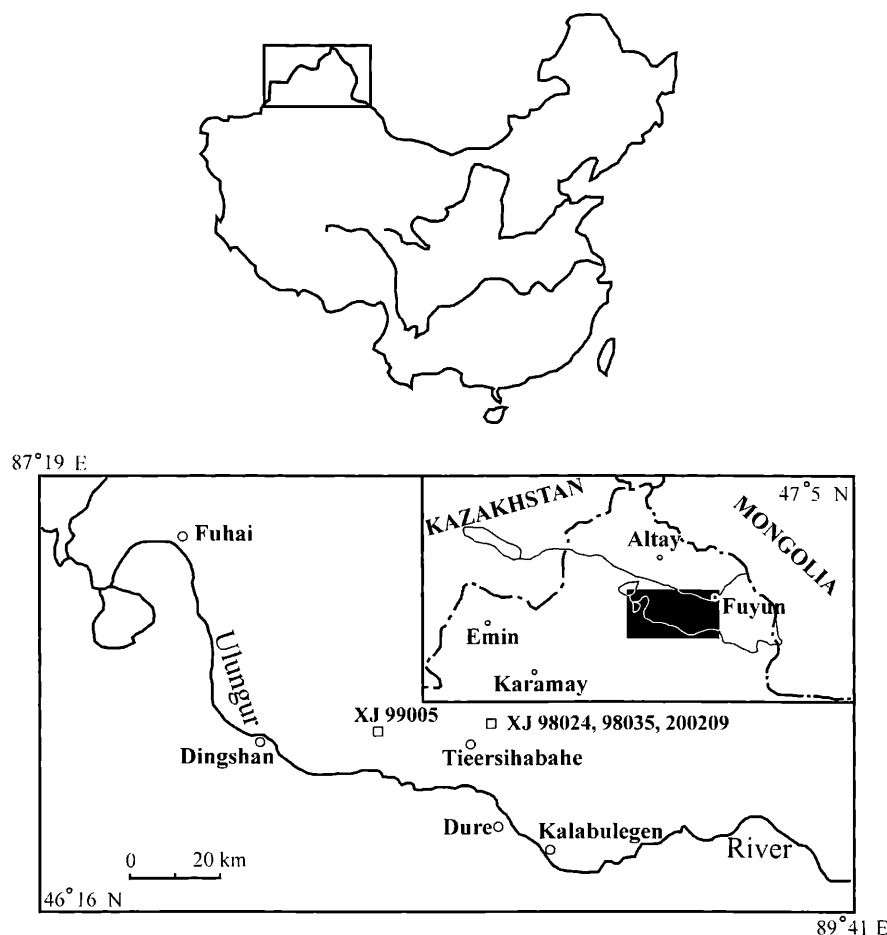 87°19 E
47°5 N
KAZAKHSTAN
MONGOLIA
Altay
Fuyun
Emin
Karamay
Fuhai
Ulungur
XJ 99005
XJ 98024, 98035, 200209
Dingshan
Tieersihabahe
Dure
Kalabulegen
River
0 20 km
46°16 N
89°41 E